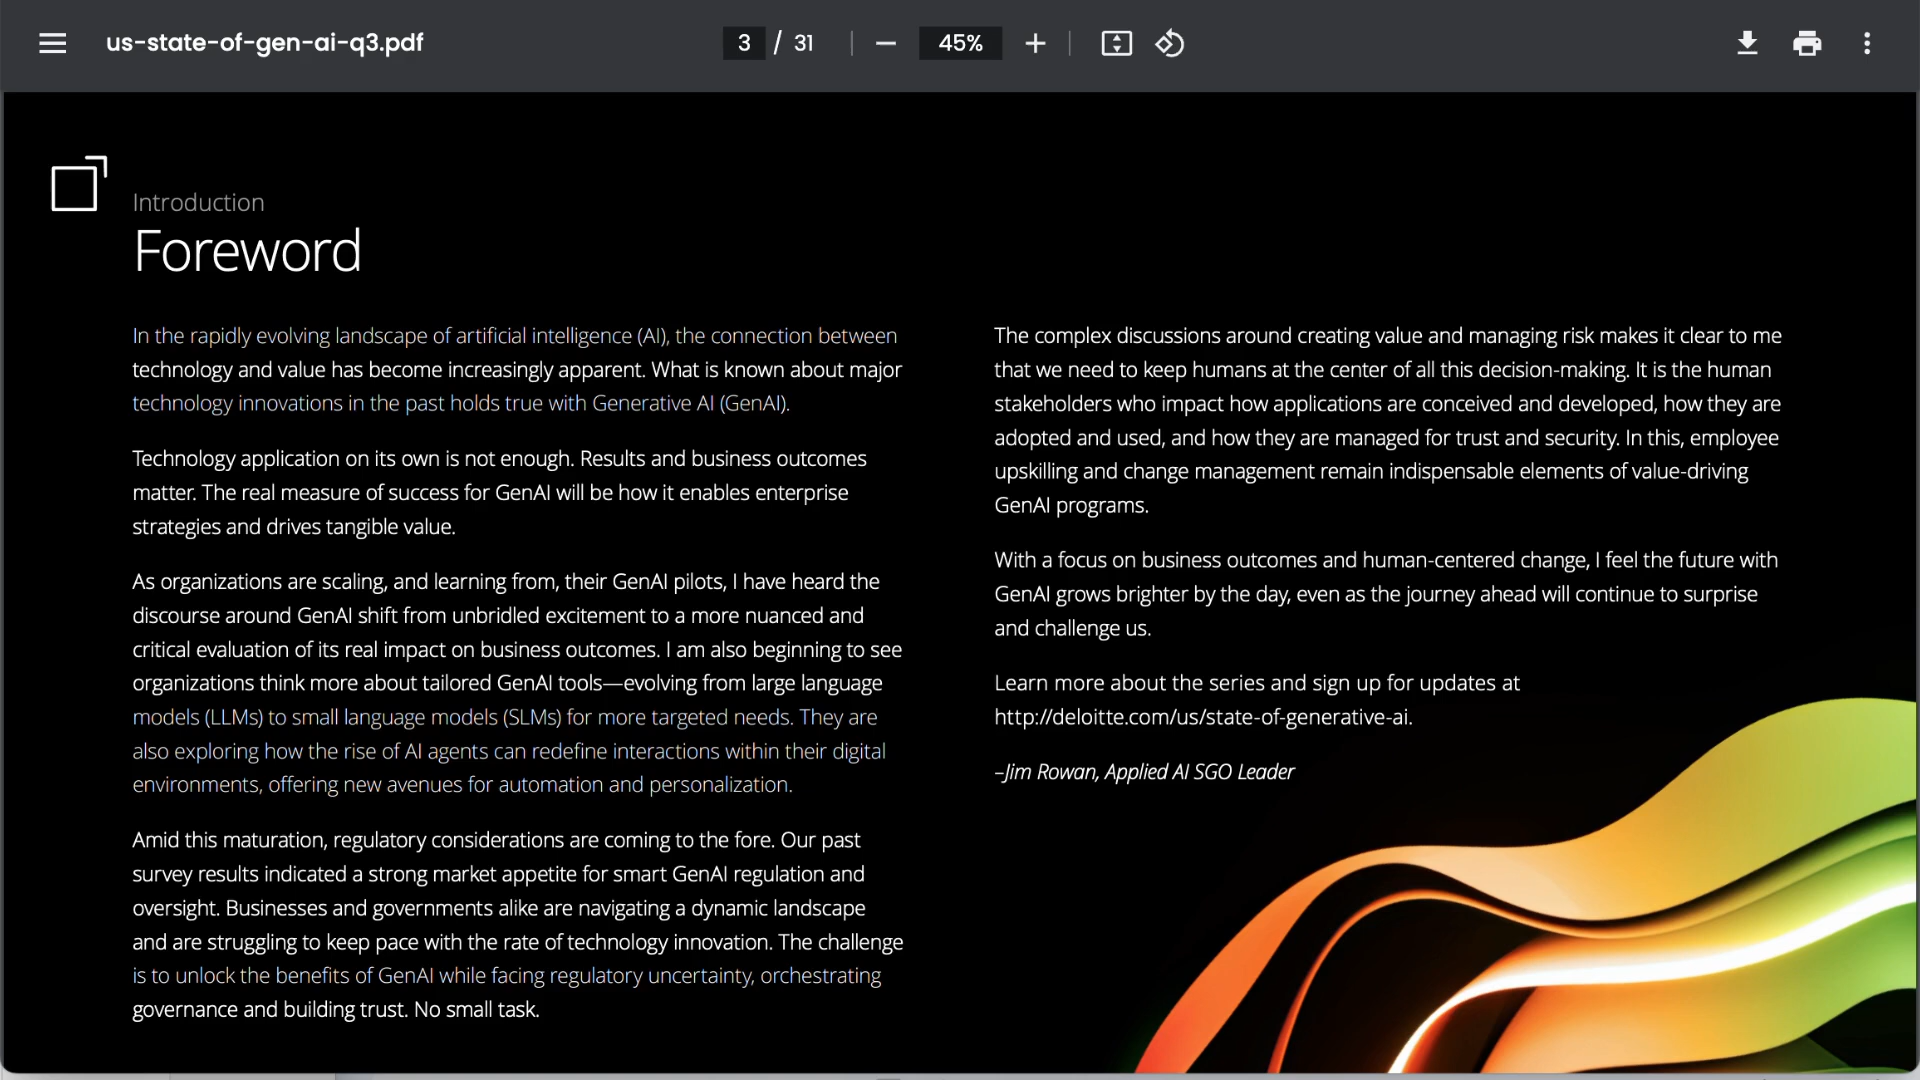 us-state-of-gen-ai-q3.pdf
3 / 31
45%
Introduction
Foreword
In the rapidly evolving landscape of artificial intelligence (AI), the connection between
technology and value has become increasingly apparent. What is known about major
technology innovations in the past holds true with Generative AI (GenAI).
Technology application on its own is not enough. Results and business outcomes
matter. The real measure of success for GenAI will be how it enables enterprise
strategies and drives tangible value.
As organizations are scaling, and learning from, their GenAI pilots, I have heard the
discourse around GenAI shift from unbridled excitement to a more nuanced and
critical evaluation of its real impact on business outcomes. I am also beginning to see
organizations think more about tailored GenAI tools—evolving from large language
models (LLMs) to small language models (SLMs) for more targeted needs. They are
also exploring how the rise of AI agents can redefine interactions within their digital
environments, offering new avenues for automation and personalization.
Amid this maturation, regulatory considerations are coming to the fore. Our past
survey results indicated a strong market appetite for smart GenAI regulation and
oversight. Businesses and governments alike are navigating a dynamic landscape
and are struggling to keep pace with the rate of technology innovation. The challenge
is to unlock the benefits of GenAI while facing regulatory uncertainty, orchestrating
governance and building trust. No small task.
The complex discussions around creating value and managing risk makes it clear to me
that we need to keep humans at the center of all this decision-making. It is the human
stakeholders who impact how applications are conceived and developed, how they are
adopted and used, and how they are managed for trust and security. In this, employee
upskilling and change management remain indispensable elements of value-driving
GenAI programs.
With a focus on business outcomes and human-centered change, I feel the future with
GenAI grows brighter by the day, even as the journey ahead will continue to surprise
and challenge us.
Learn more about the series and sign up for updates at
http://deloitte.com/us/state-of-generative-ai.
–Jim Rowan, Applied AI SGO Leader